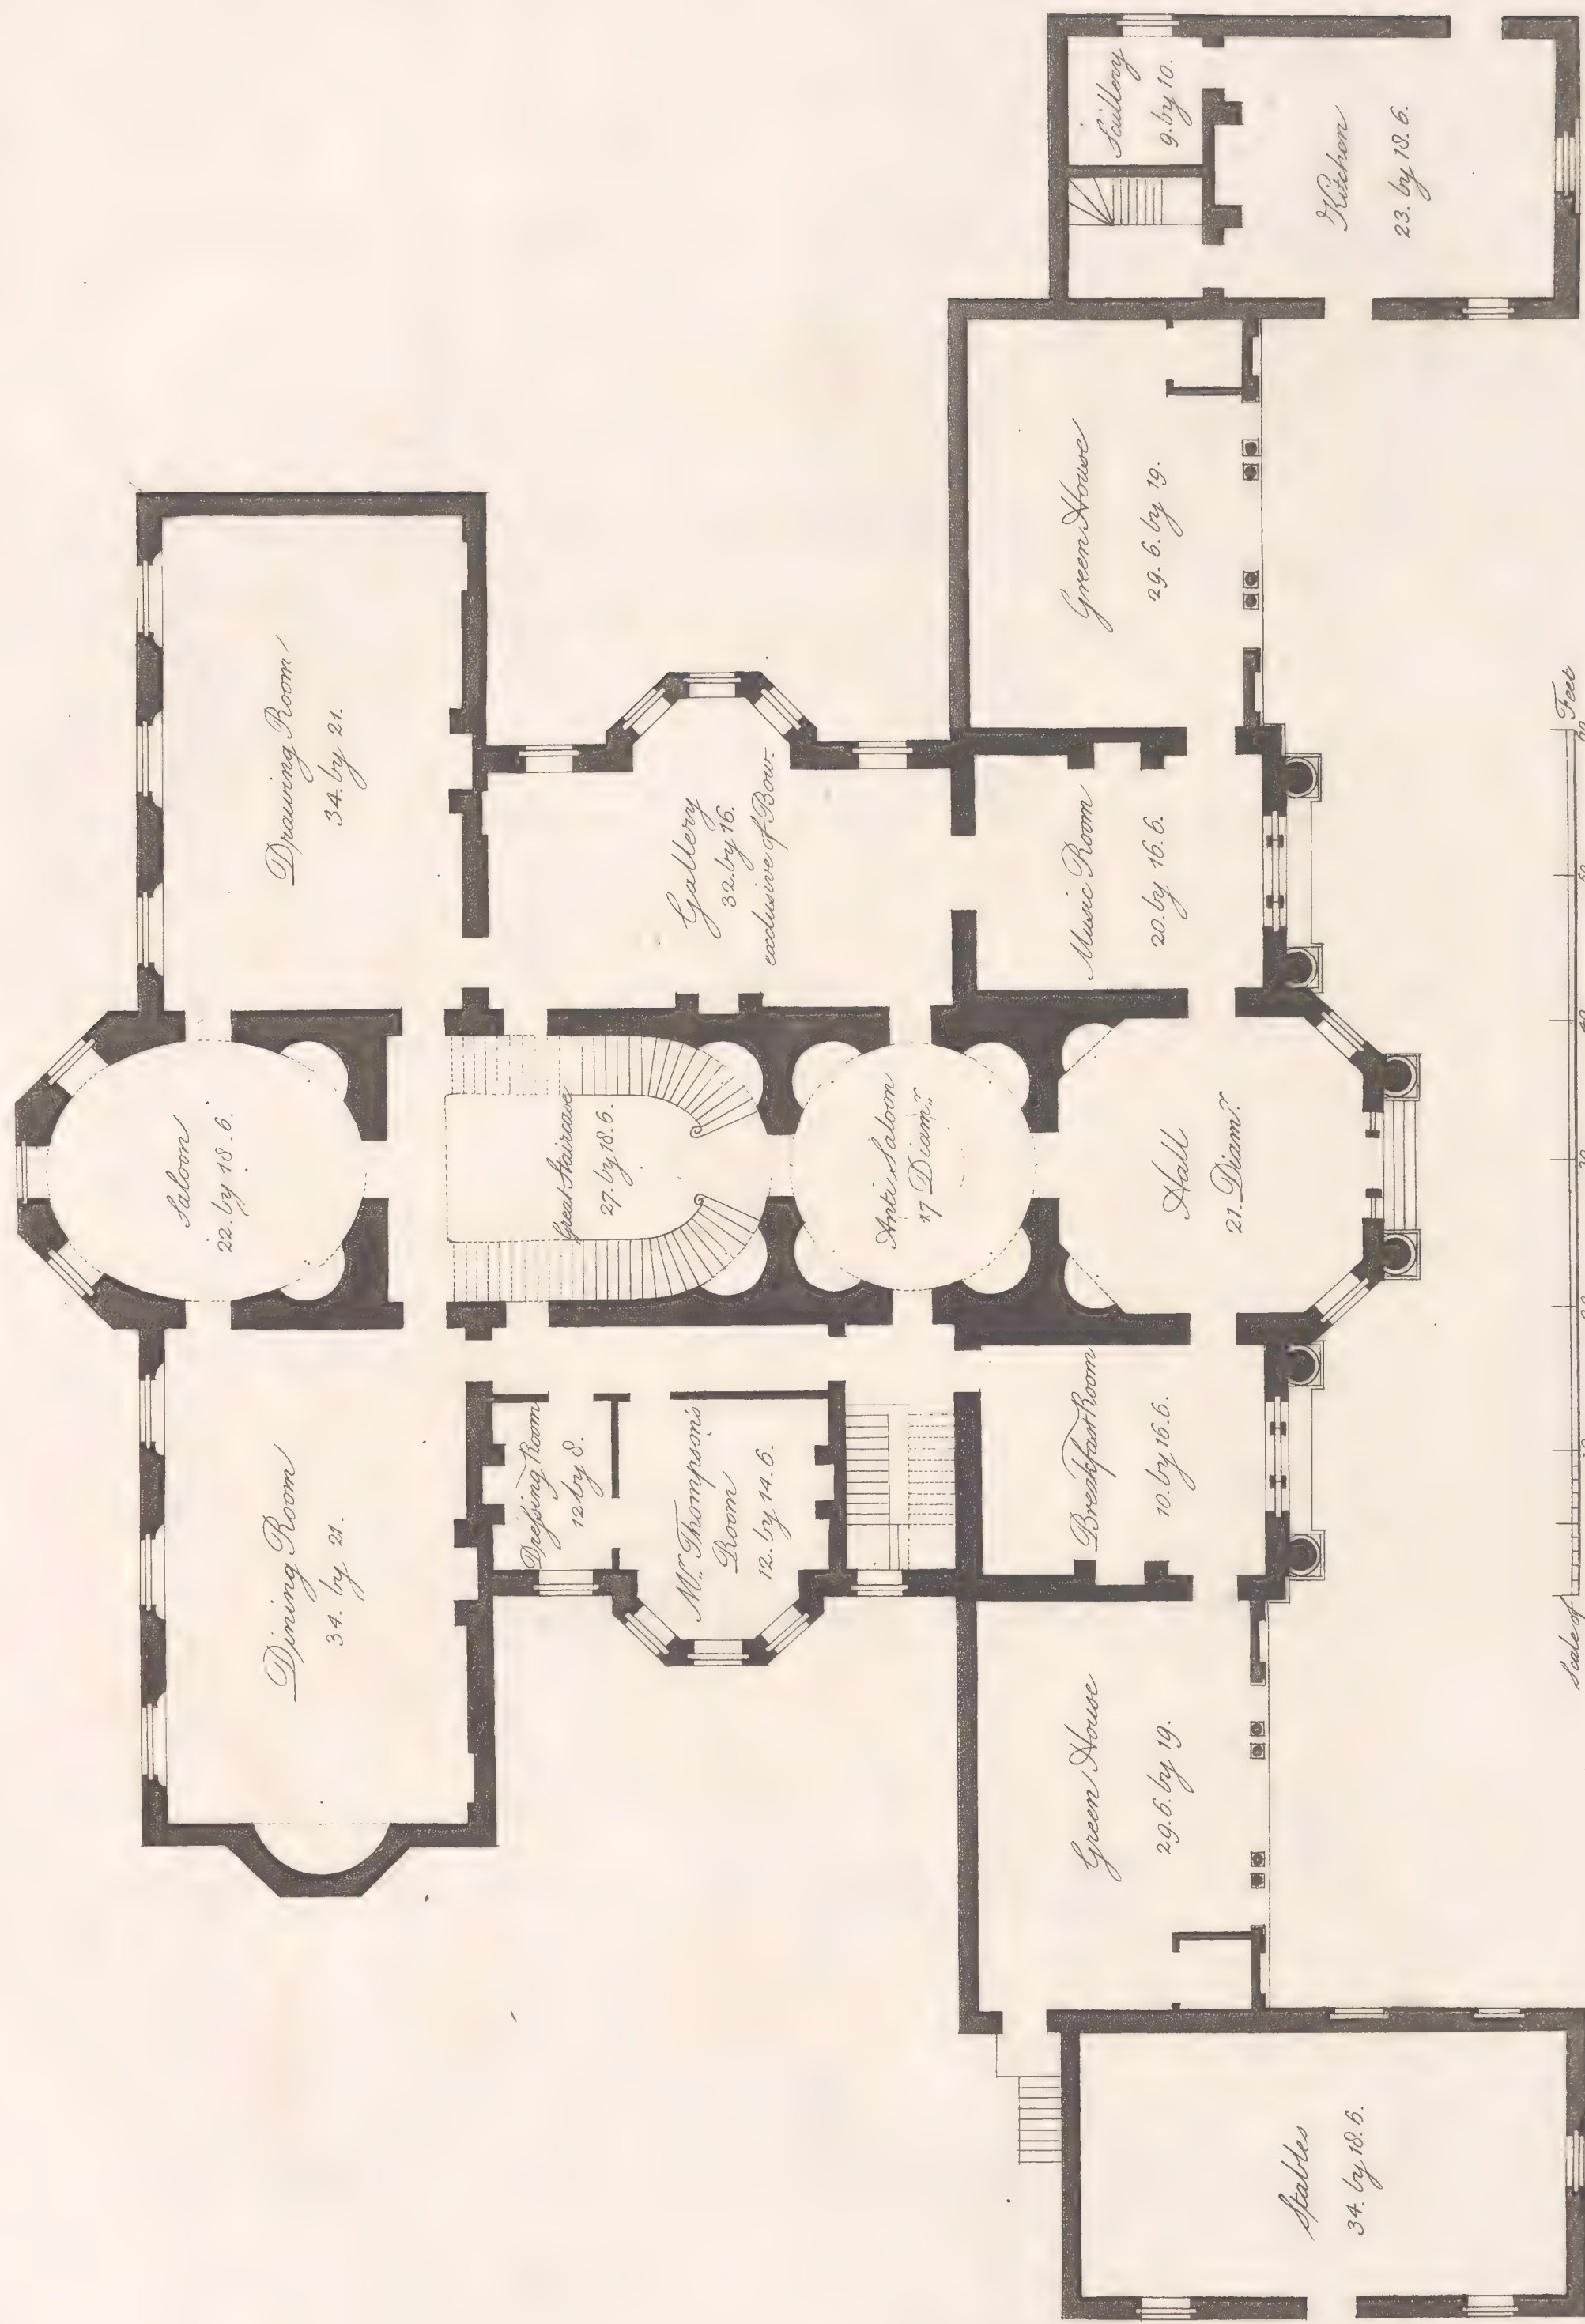 Saloon
22. by 18. 6.
Dining Room
34. by 21.
Drawing Room
34. by 21.
Great Staircase
27. by 18. 6.
Dressing Room
12 by 8.
Mr. Thompson's
Room
12. by 14. 6.
Gallery
32. by 16.
exclusive of Bow.
Anti Saloon
17 Diamr.
Green House
29. 6. by 19.
Breakfast Room
10. by 16. 6.
Hall
21. Diamr.
Music Room
20. by 16. 6.
Green House
29. 6. by 19.
Stables
34. by 18. 6.
Scullery
9. by 10.
Kitchen
23. by 18. 6.
Scale of
Feet